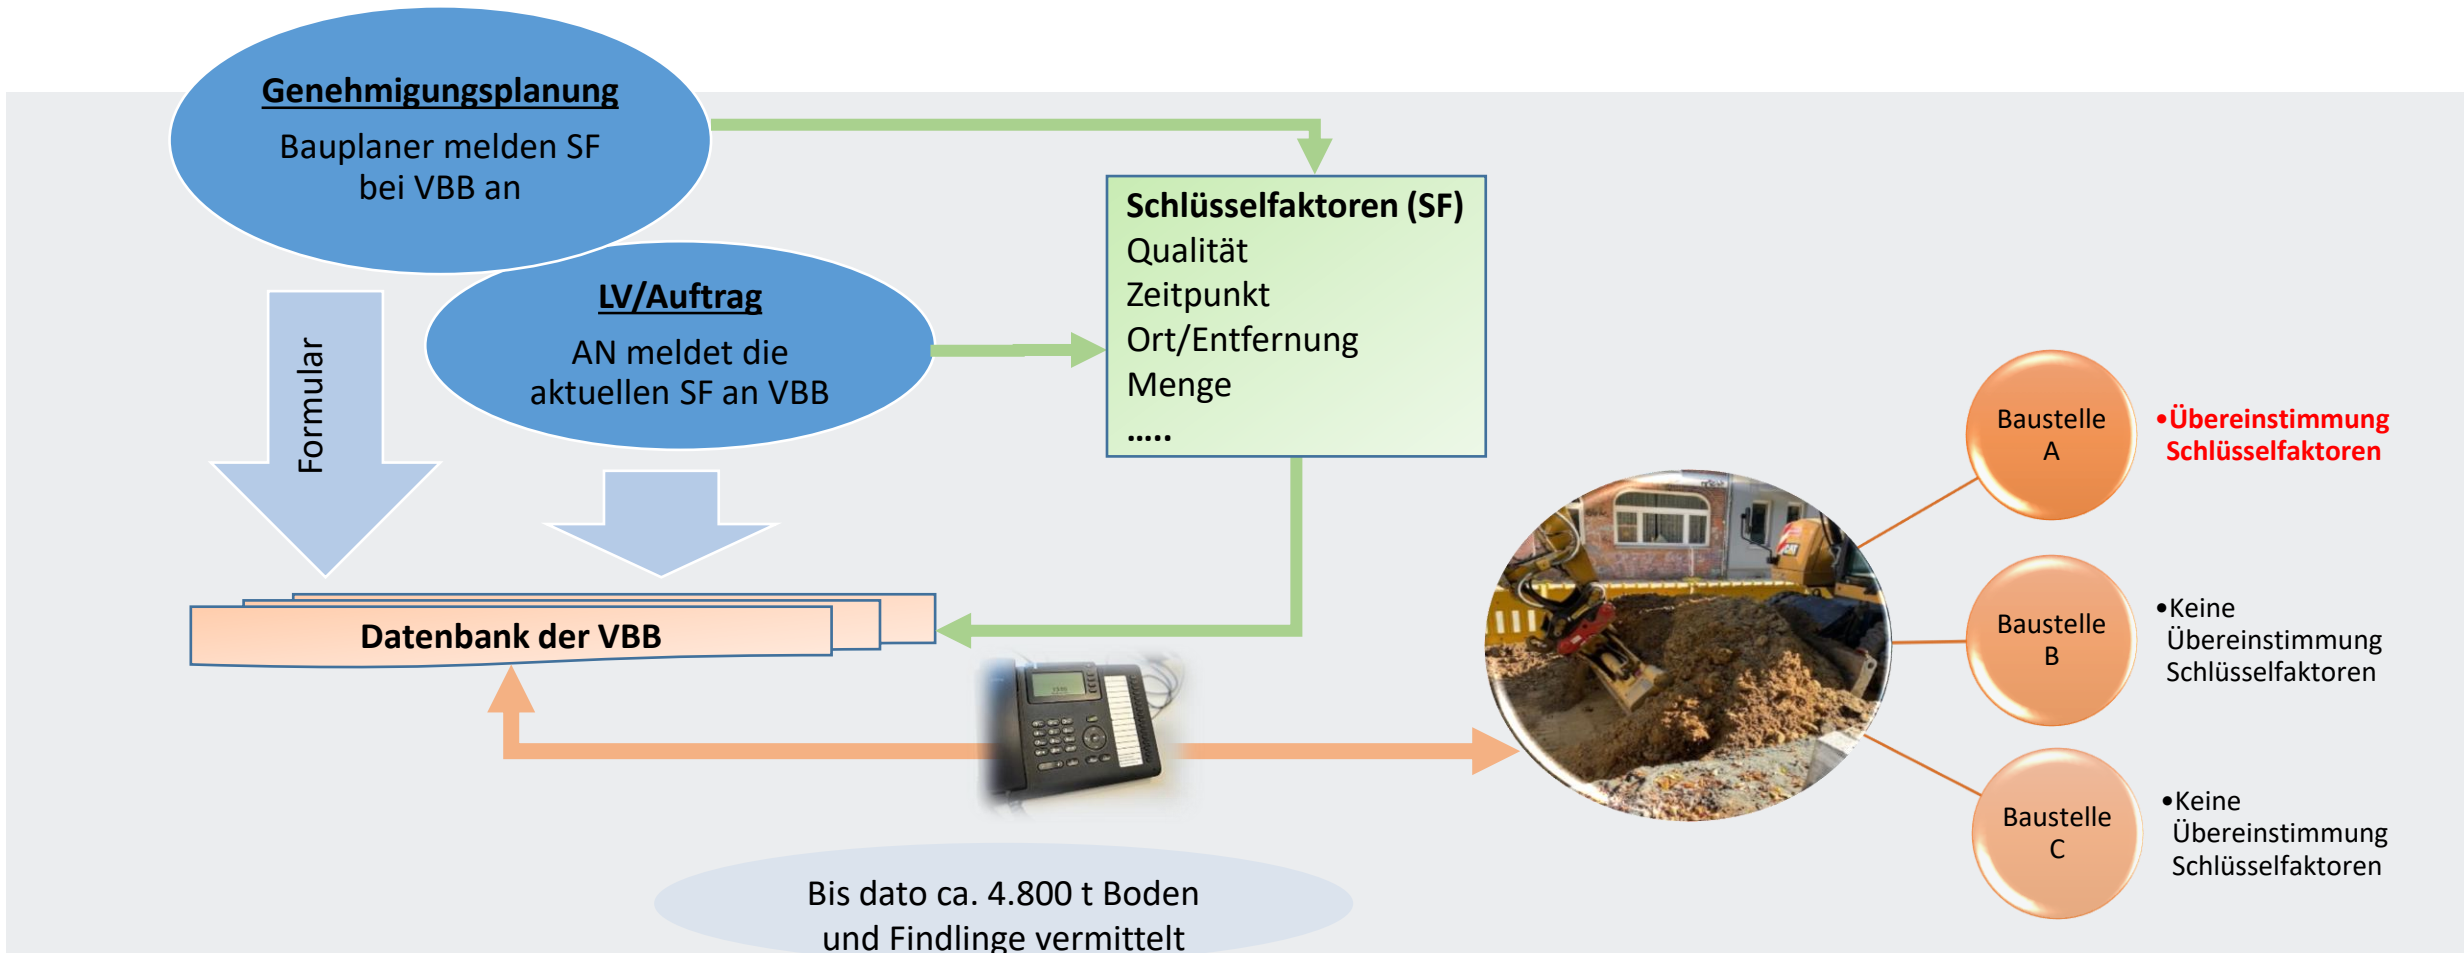 Genehmigungsplanung
Bauplaner melden SF
bei VBB an
LV/Auftrag
AN meldet die
aktuellen SF an VBB
Formular
Schlüsselfaktoren (SF)
Qualität
Zeitpunkt
Ort/Entfernung
Menge
.....
Datenbank der VBB
Baustelle
A
•Übereinstimmung
Schlüsselfaktoren
Baustelle
B
•Keine
Übereinstimmung
Schlüsselfaktoren
Baustelle
C
•Keine
Übereinstimmung
Schlüsselfaktoren
CAT
Bis dato ca. 4.800 t Boden
und Findlinge vermittelt